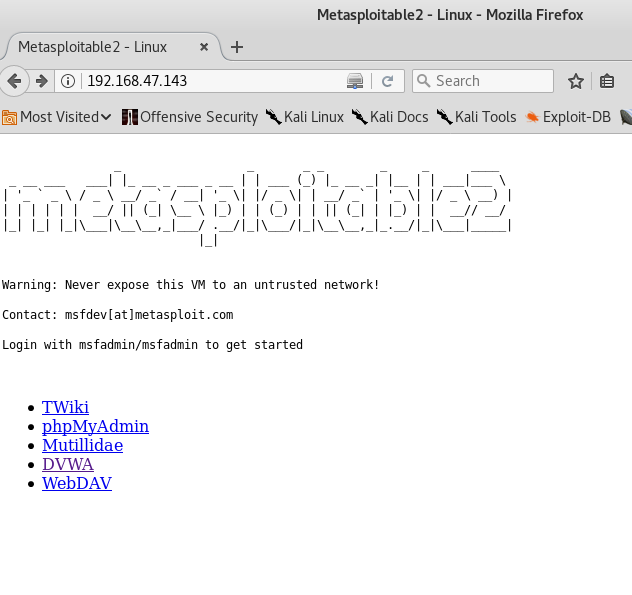 Metasploitable2 - Linux - Mozilla Firefox
Metasploitable2 - Linux
192.168.47.143
Search
Most Visited
Offensive Security
Kali Linux
Kali Docs
Kali Tools
Exploit-DB
metasploitable2
Warning: Never expose this VM to an untrusted network!
Contact: msfdev[at]metasploit.com
Login with msfadmin/msfadmin to get started
TWiki
phpMyAdmin
Mutillidae
DVWA
WebDAV